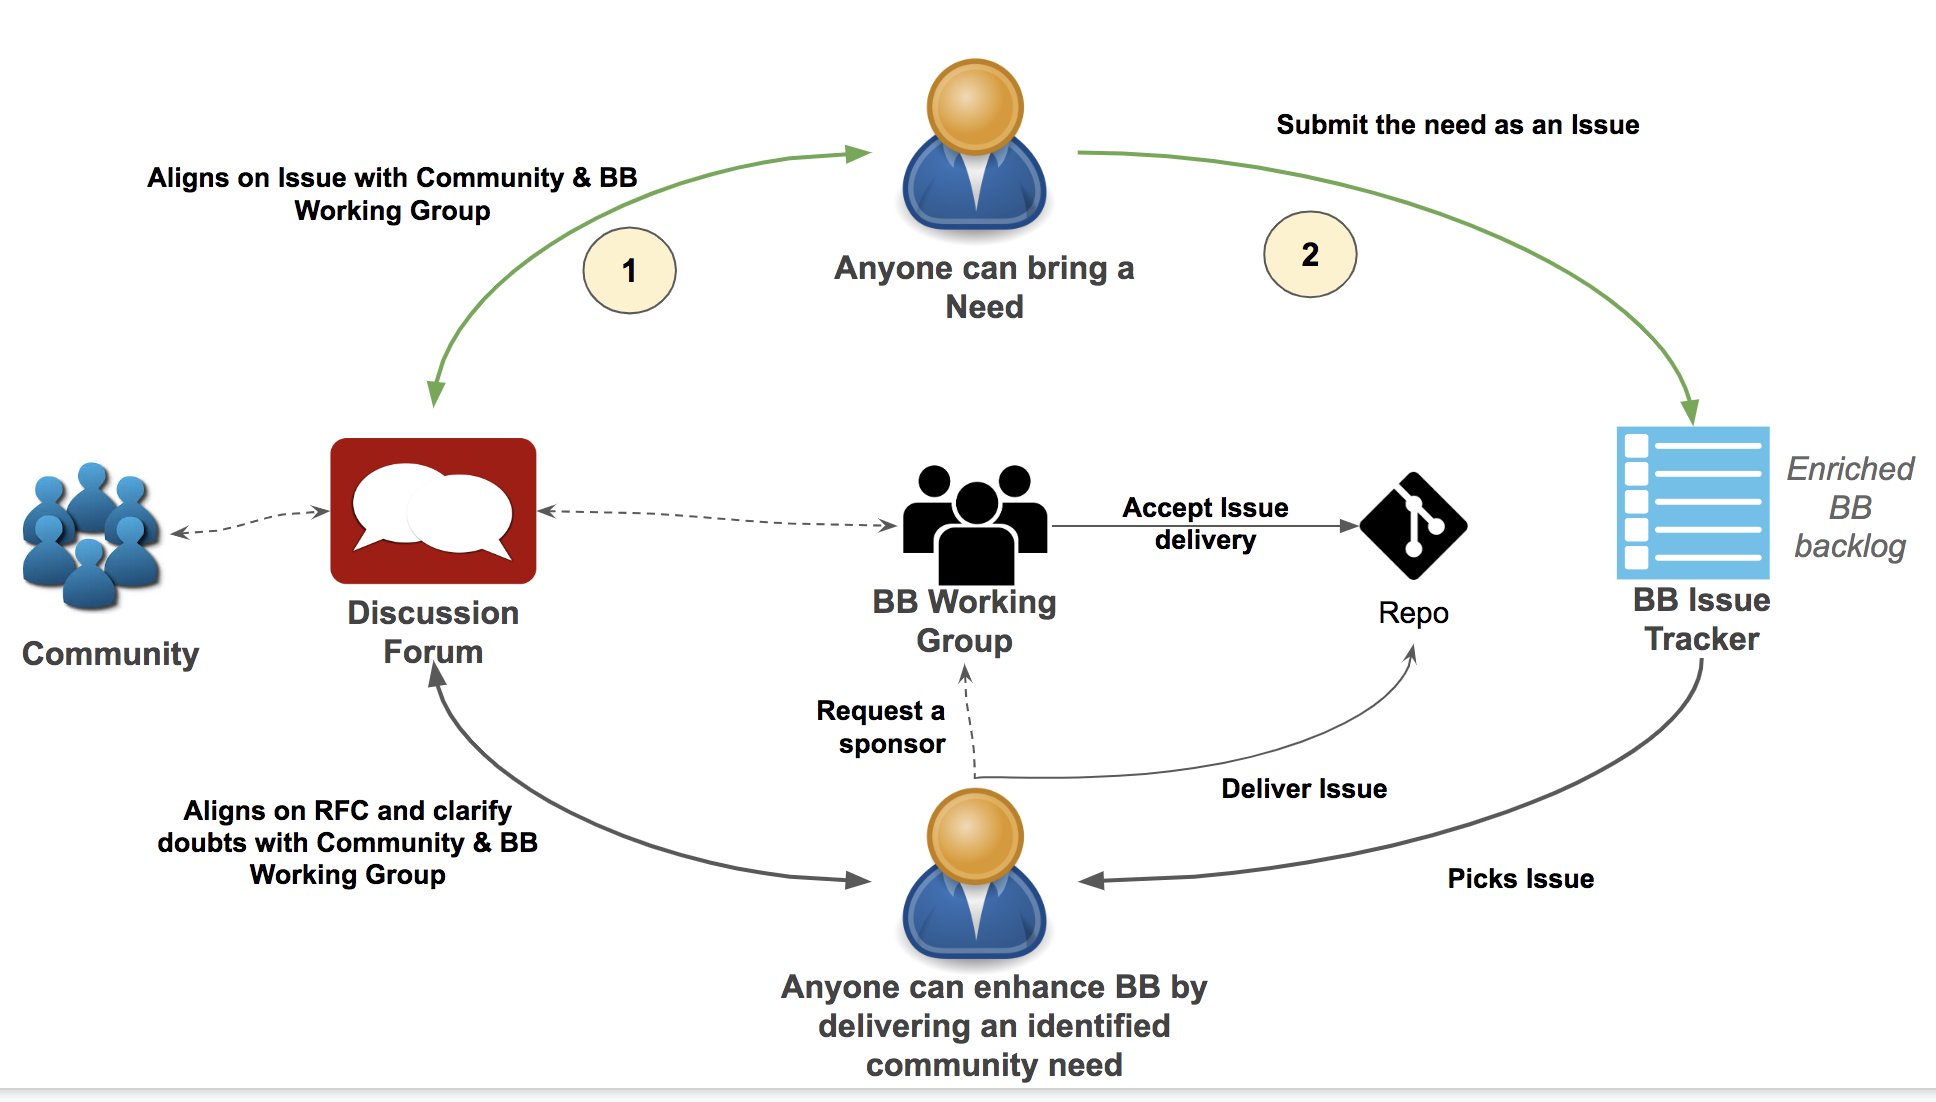 Submit the need as an Issue
Aligns on Issue with Community & BB
Working Group
1
2
Anyone can bring a
Need
Enriched
BB
backlog
Accept Issue
delivery
Community
Discussion
Forum
BB Working
Group
Repo
BB Issue
Tracker
Request a
sponsor
Deliver Issue
Aligns on RFC and clarify
doubts with Community & BB
Working Group
Picks Issue
Anyone can enhance BB by
delivering an identified
community need